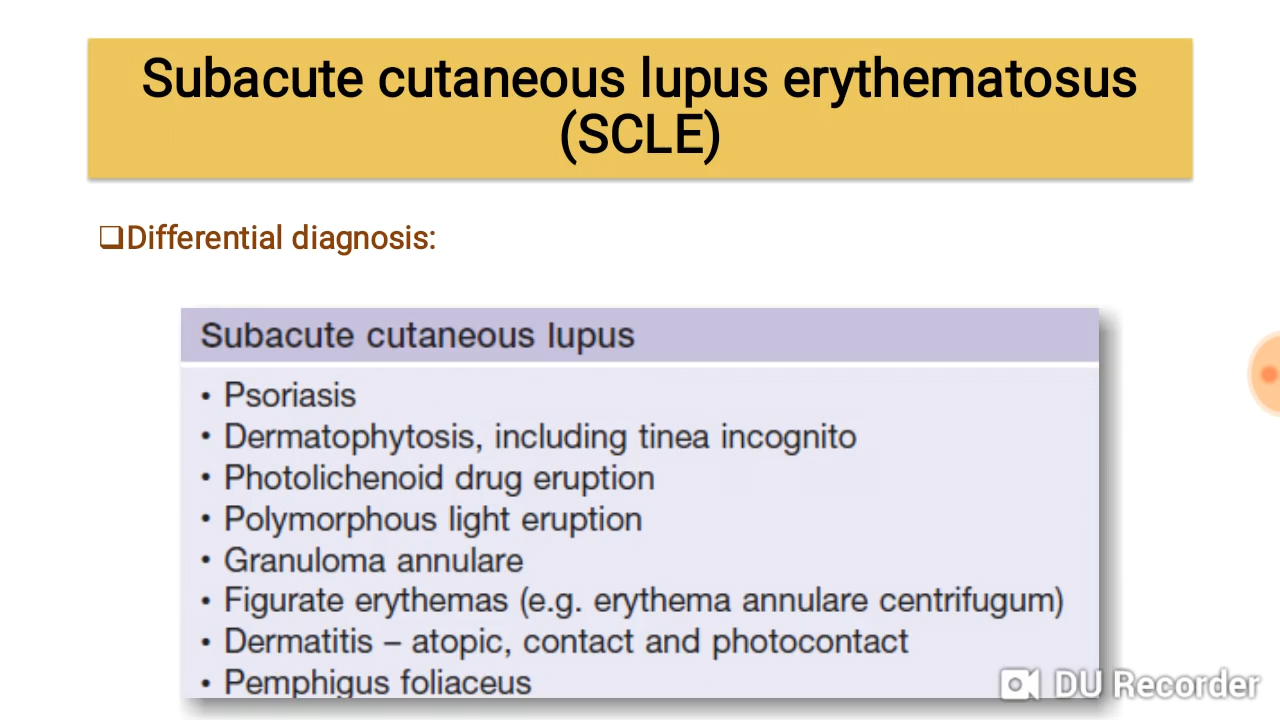 Subacute cutaneous lupus erythematosus
(SCLE)
❑Differential diagnosis:
Subacute cutaneous lupus
• Psoriasis
• Dermatophytosis, including tinea incognito
• Photolichenoid drug eruption
• Polymorphous light eruption
• Granuloma annulare
• Figurate erythemas (e.g. erythema annulare centrifugum)
• Dermatitis – atopic, contact and photocontact
• Pemphigus foliaceus
DU Recorder